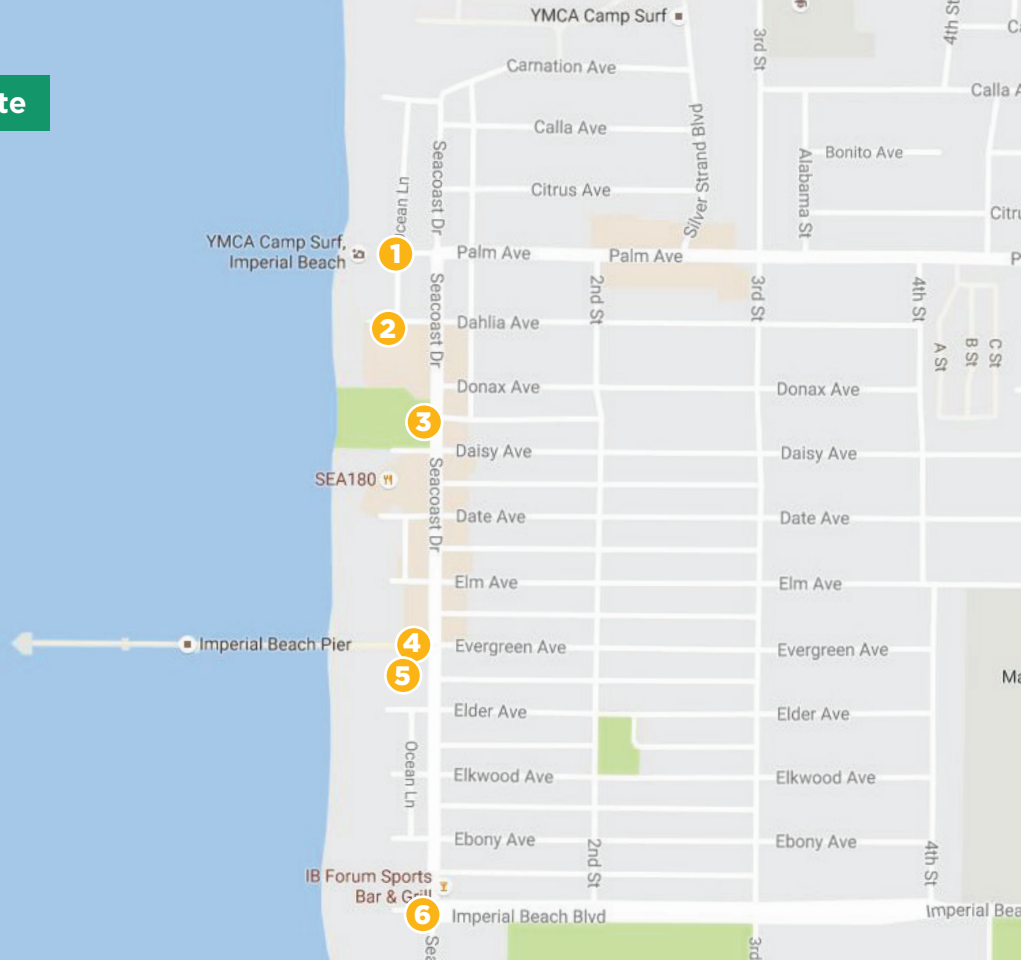 YMCA Camp Surf
3rd St
4th St
Carnation Ave
te
Calla Ave
Silver Strand Blvd
Seacoast Dr
Alabama St
Bonito Ave
Citrus Ave
YMCA Camp Surf,
Imperial Beach
1
Palm Ave
Palm Ave
2nd St
3rd St
4th St
Seacoast Dr
2
Dahlia Ave
A St
B St
C St
Donax Ave
Donax Ave
3
Daisy Ave
Daisy Ave
SEA180
Seacoast Dr
Date Ave
Date Ave
Elm Ave
Elm Ave
Imperial Beach Pier
4
Evergreen Ave
Evergreen Ave
5
Elder Ave
Elder Ave
Ocean Ln
Elkwood Ave
Elkwood Ave
Ebony Ave
Ebony Ave
2nd St
4th St
IB Forum Sports
Bar & Grill
6
Imperial Beach Blvd
Imperial Bea
3rd